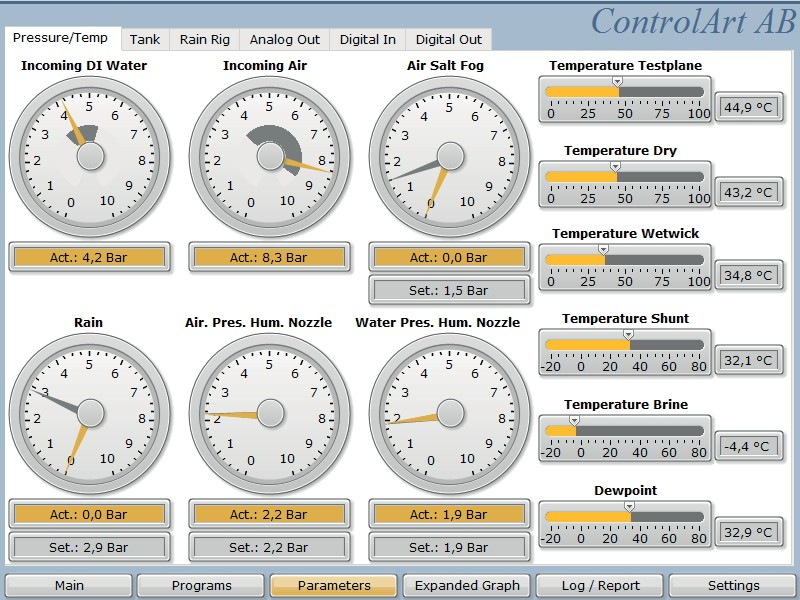 ControlArt AB
Pressure/Temp Tank Rain Rig Analog Out Digital In Digital Out
Incoming DI Water
0 1 2 3 4 5 6 7 8 9 10
Act.: 4,2 Bar
Incoming Air
0 1 2 3 4 5 6 7 8 9 10
Act.: 8,3 Bar
Air Salt Fog
0 1 2 3 4 5 6 7 8 9 10
Act.: 0,0 Bar
Set.: 1,5 Bar
Temperature Testplane
0 25 50 75 100
44,9 °C
Temperature Dry
0 25 50 75 100
43,2 °C
Temperature Wetwick
0 25 50 75 100
34,8 °C
Rain
0 1 2 3 4 5 6 7 8 9 10
Act.: 0,0 Bar
Set.: 2,9 Bar
Air. Pres. Hum. Nozzle
0 1 2 3 4 5 6 7 8 9 10
Act.: 2,2 Bar
Set.: 2,2 Bar
Water Pres. Hum. Nozzle
0 1 2 3 4 5 6 7 8 9 10
Act.: 1,9 Bar
Set.: 1,9 Bar
Temperature Shunt
-20 0 20 40 60 80
32,1 °C
Temperature Brine
-20 0 20 40 60 80
-4,4 °C
Dewpoint
-20 0 20 40 60 80
32,9 °C
Main Programs Parameters Expanded Graph Log / Report Settings